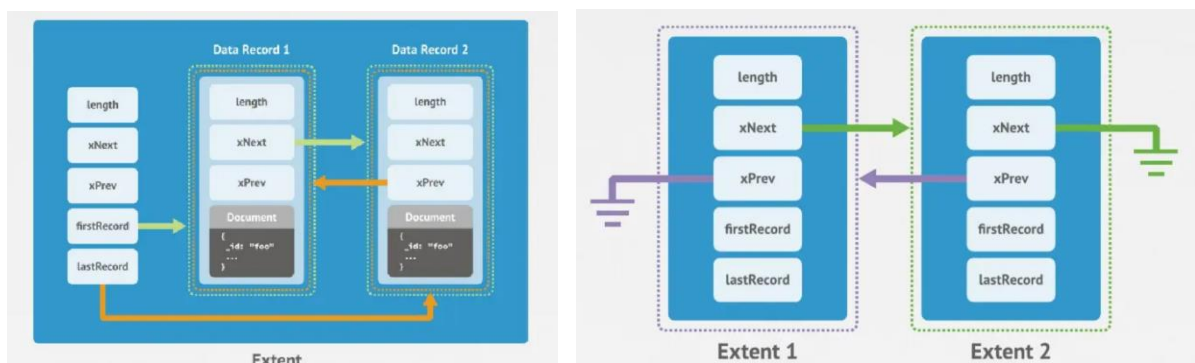 Data Record 1
Data Record 2
length
xNext
xPrev
firstRecord
lastRecord
length
xNext
xPrev
Document
{
_id: "foo"
...
}
length
xNext
xPrev
Document
{
_id: "foo"
...
}
Extent
length
xNext
xPrev
firstRecord
lastRecord
Extent 1
length
xNext
xPrev
firstRecord
lastRecord
Extent 2